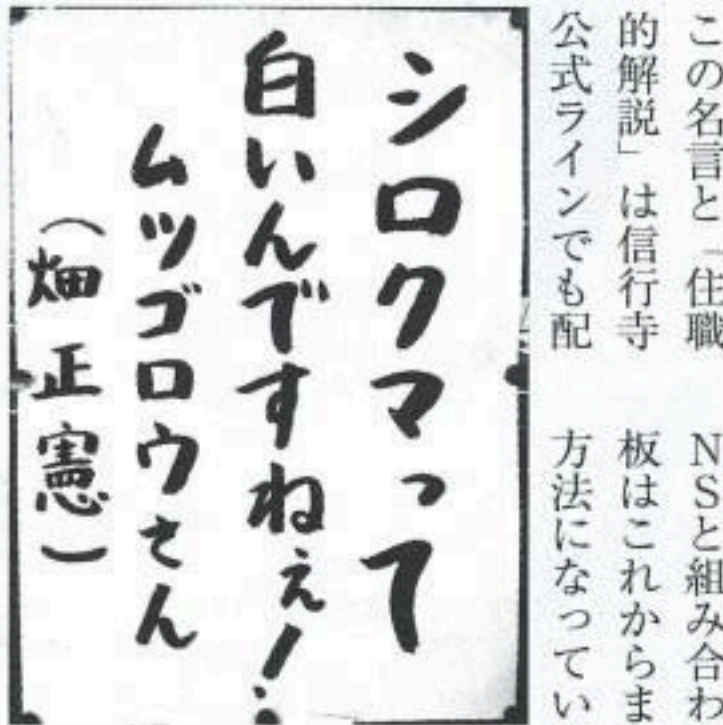 この名言と「住職
的解説」は信行寺
公式ラインでも配
NSと組み合わ
板はこれからま
方法になってい
シロクマって
白いんですねぇ!
ムツゴロウさん
(畑正憲)